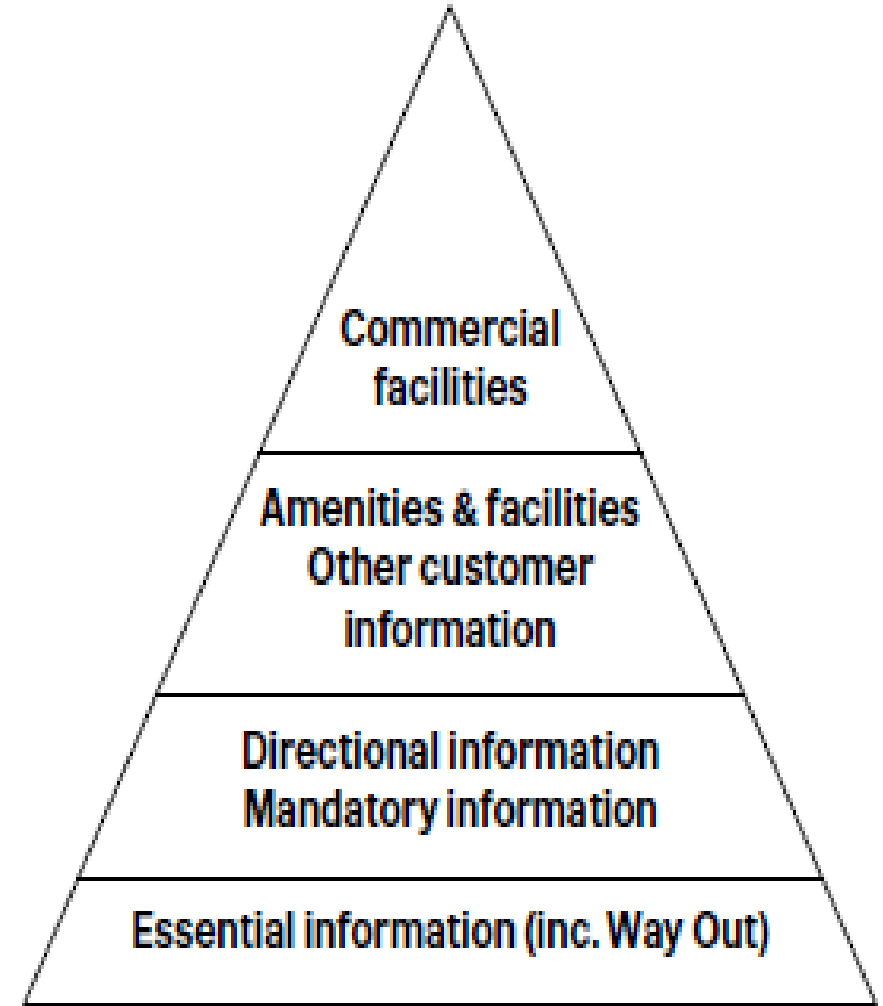 Commercial
facilities
Amenities & facilities
Other customer
information
Directional information
Mandatory information
Essential information (inc. Way Out)